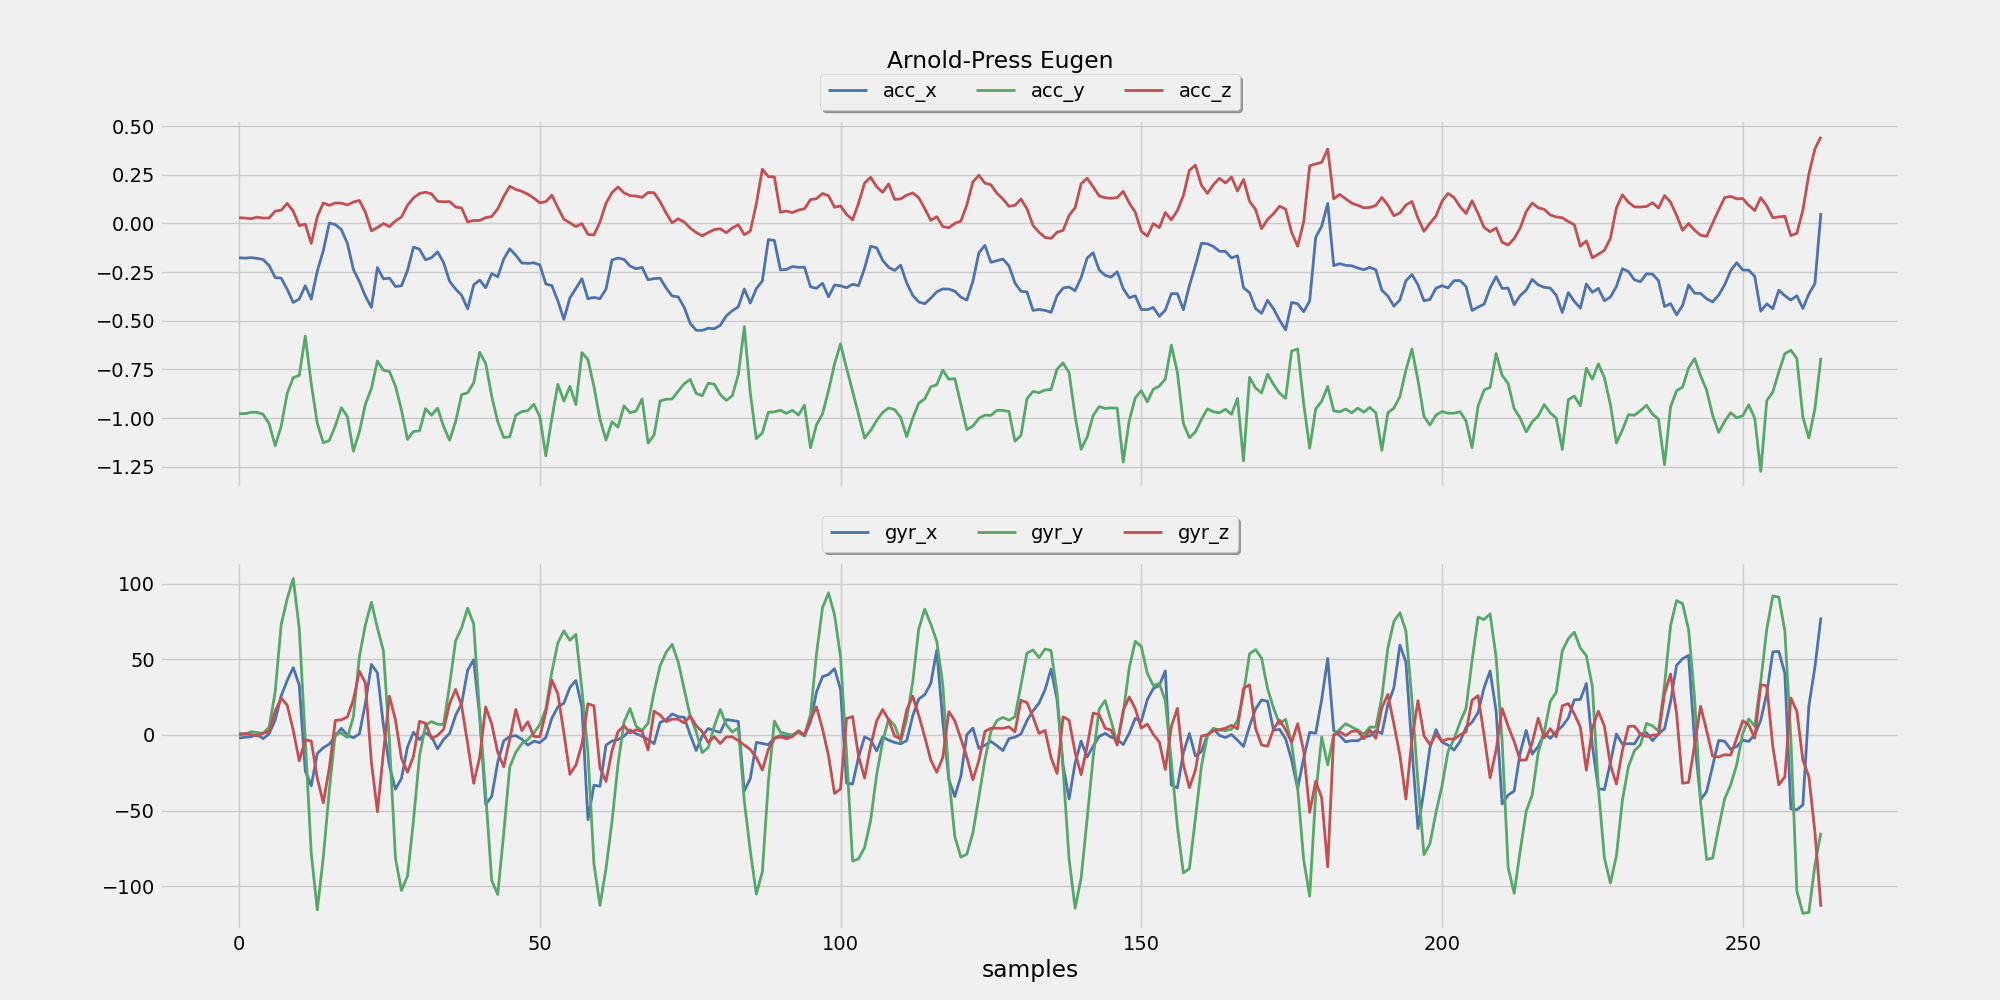 Arnold-Press Eugen
acc_x acc_y acc_z
0.50
0.25
0.00
−0.25
−0.50
−0.75
−1.00
−1.25
gyr_x gyr_y gyr_z
100
50
0
−50
−100
0 50 100 150 200 250
samples